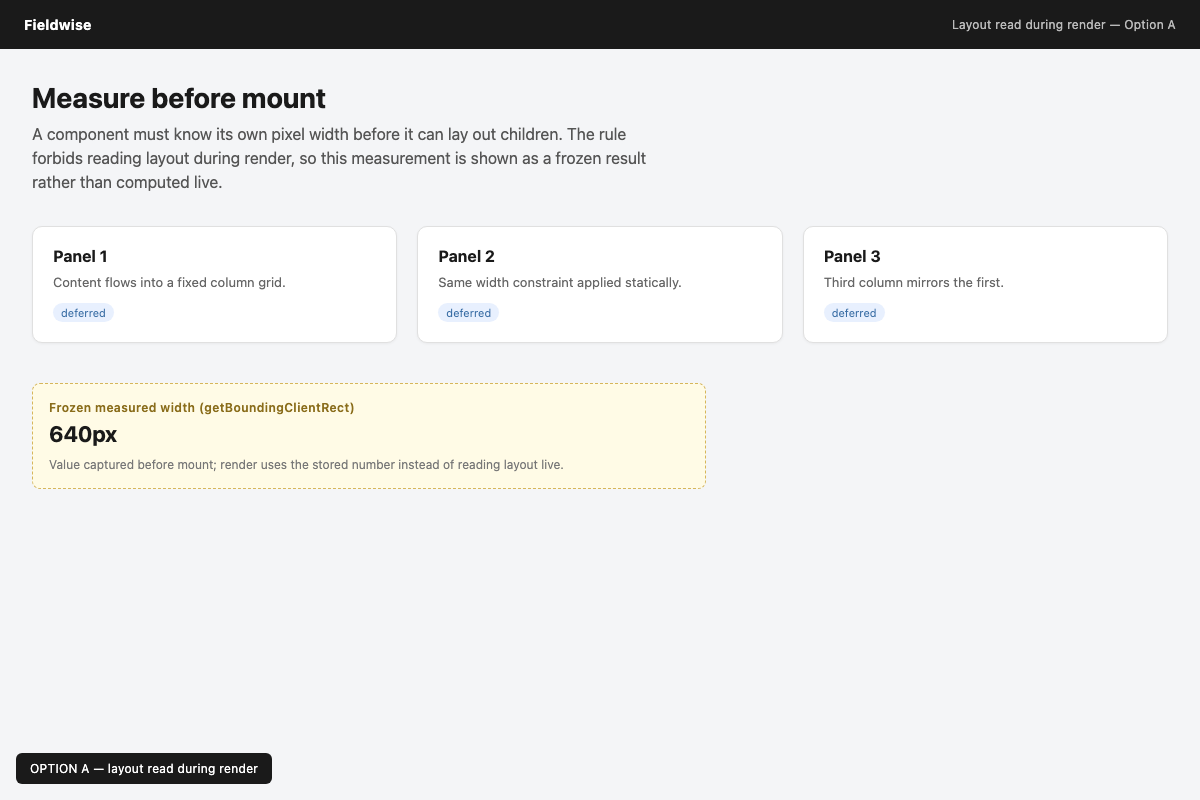 Fieldwise
Layout read during render — Option A
Measure before mount
A component must know its own pixel width before it can lay out children. The rule
forbids reading layout during render, so this measurement is shown as a frozen result
rather than computed live.
Panel 1
Content flows into a fixed column grid.
deferred
Panel 2
Same width constraint applied statically.
deferred
Panel 3
Third column mirrors the first.
deferred
Frozen measured width (getBoundingClientRect)
640px
Value captured before mount; render uses the stored number instead of reading layout live.
OPTION A — layout read during render